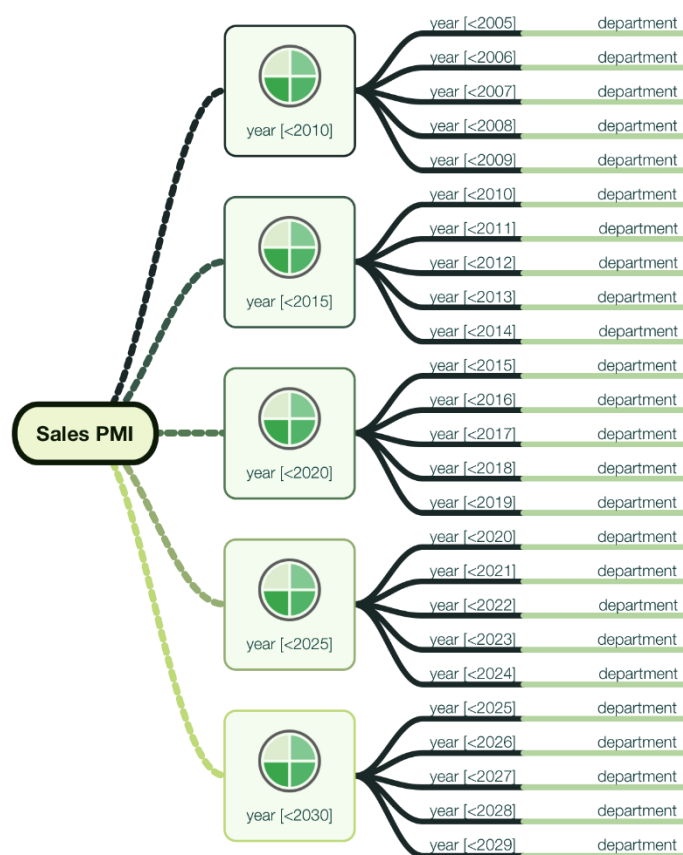 Sales PMI
year [<2010]
year [<2005] department
year [<2006] department
year [<2007] department
year [<2008] department
year [<2009] department
year [<2015]
year [<2010] department
year [<2011] department
year [<2012] department
year [<2013] department
year [<2014] department
year [<2020]
year [<2015] department
year [<2016] department
year [<2017] department
year [<2018] department
year [<2019] department
year [<2025]
year [<2020] department
year [<2021] department
year [<2022] department
year [<2023] department
year [<2024] department
year [<2030]
year [<2025] department
year [<2026] department
year [<2027] department
year [<2028] department
year [<2029] department